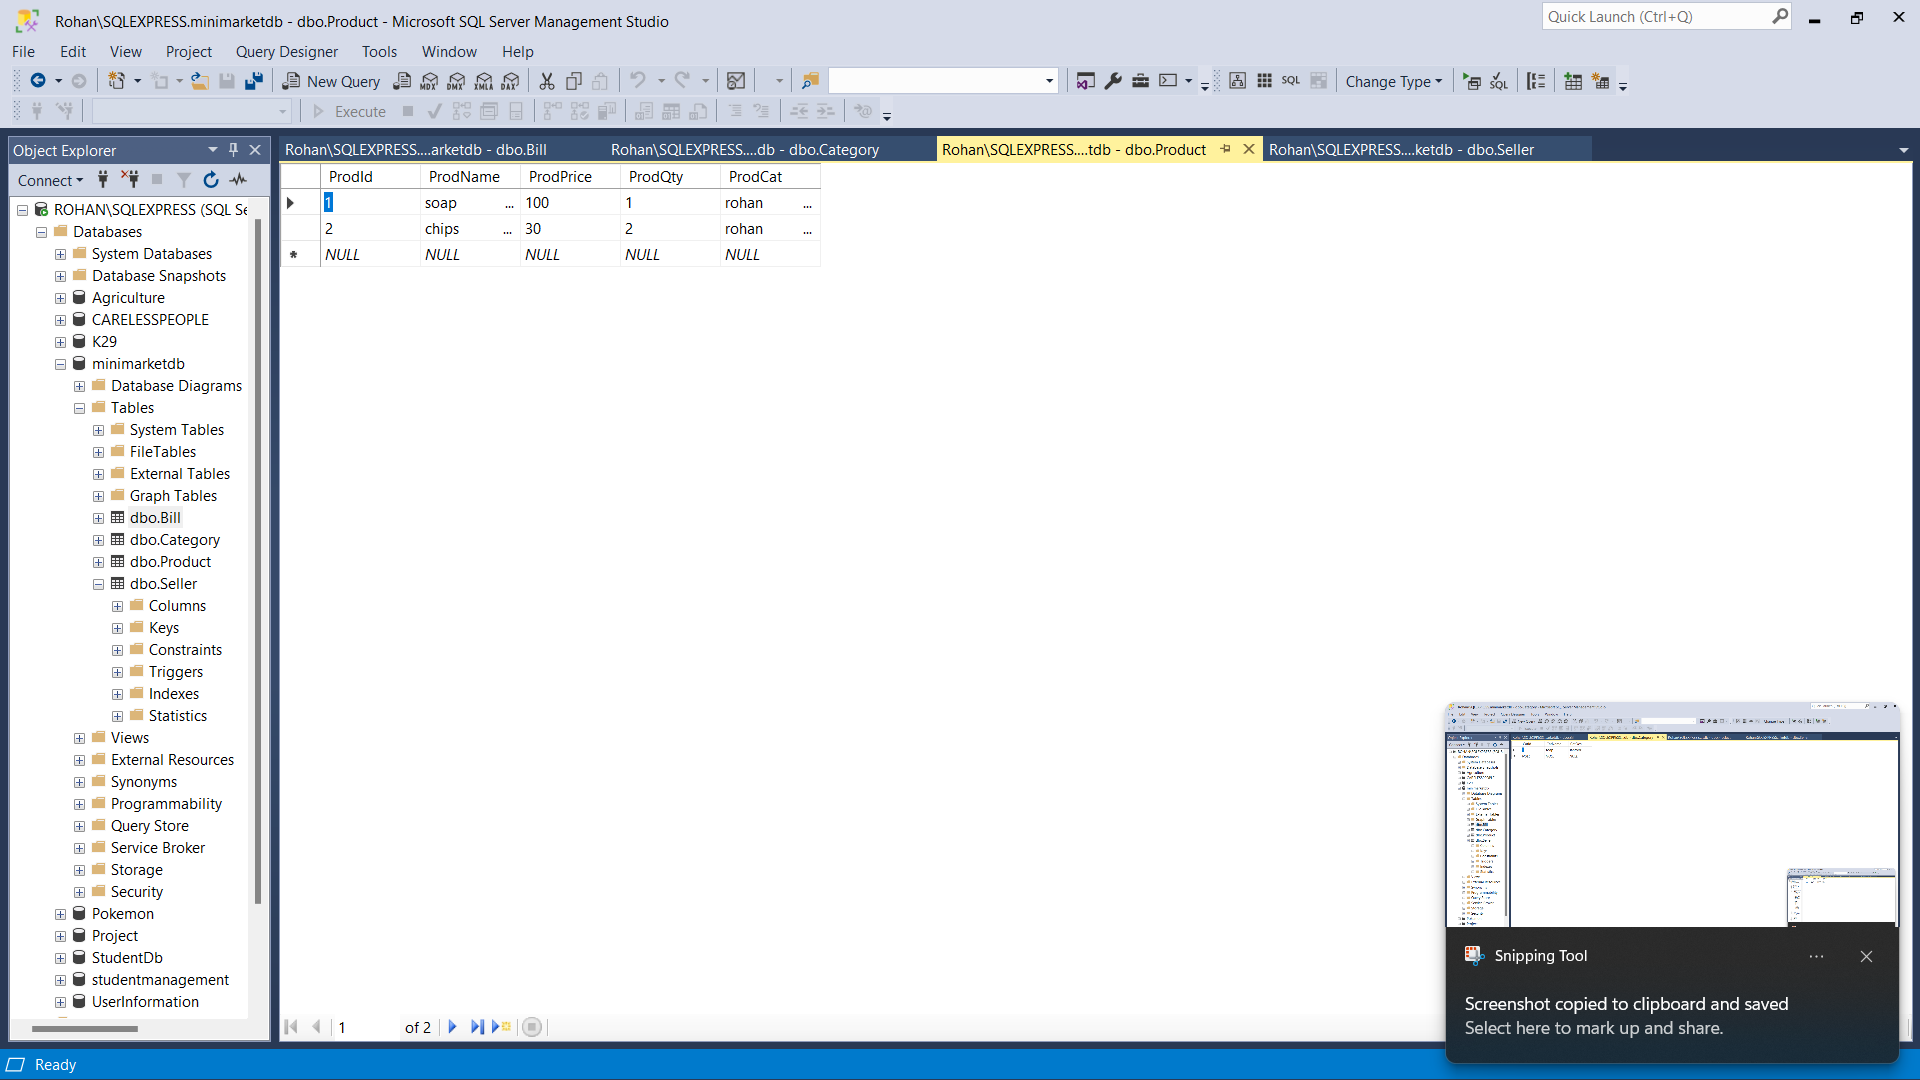 Rohan\SQLEXPRESS.minimarketdb - dbo.Product - Microsoft SQL Server Management Studio
Quick Launch (Ctrl+Q)
File Edit View Project Query Designer Tools Window Help
New Query MDX DMX XMLA DAX SQL Change Type SQL
Execute
Object Explorer
Rohan\SQLEXPRESS....arketdb - dbo.Bill
Rohan\SQLEXPRESS....db - dbo.Category
Rohan\SQLEXPRESS....tdb - dbo.Product
Rohan\SQLEXPRESS....ketdb - dbo.Seller
Connect
ROHAN\SQLEXPRESS (SQL Se
Databases
System Databases
Database Snapshots
Agriculture
CARELESSPEOPLE
K29
minimarketdb
Database Diagrams
Tables
System Tables
FileTables
External Tables
Graph Tables
dbo.Bill
dbo.Category
dbo.Product
dbo.Seller
Columns
Keys
Constraints
Triggers
Indexes
Statistics
Views
External Resources
Synonyms
Programmability
Query Store
Service Broker
Storage
Security
Pokemon
Project
StudentDb
studentmanagement
UserInformation
ProdId ProdName ProdPrice ProdQty ProdCat
1 soap ... 100 1 rohan ...
2 chips ... 30 2 rohan ...
NULL NULL NULL NULL NULL
1 of 2
Snipping Tool
Screenshot copied to clipboard and saved
Select here to mark up and share.
Ready